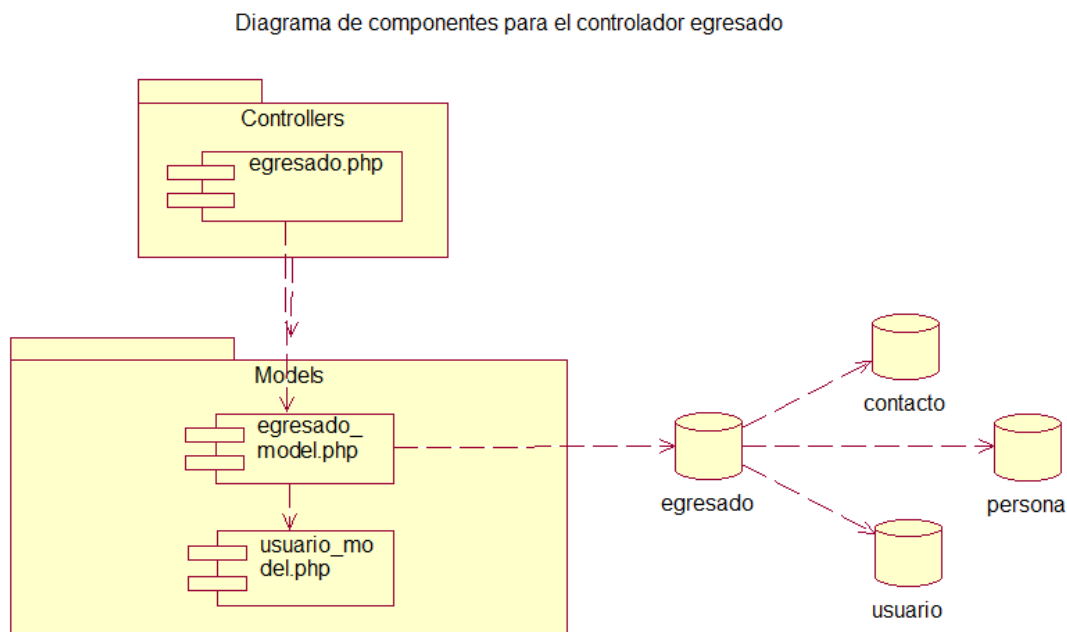 Diagrama de componentes para el controlador egresado
Controllers
egresado.php
Models
egresado_
model.php
usuario_mo
del.php
contacto
egresado
persona
usuario